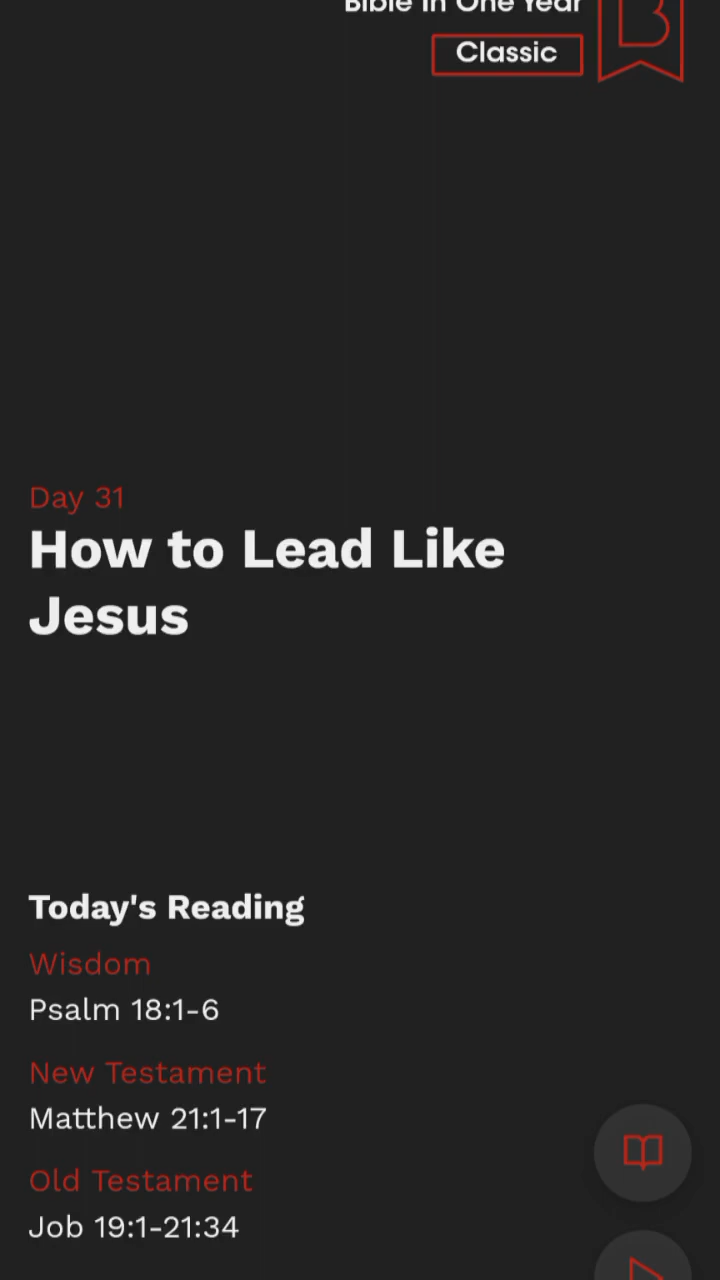 Bible in One Year
Classic
Day 31
How to Lead Like
Jesus
Today's Reading
Wisdom
Psalm 18:1-6
New Testament
Matthew 21:1-17
Old Testament
Job 19:1-21:34